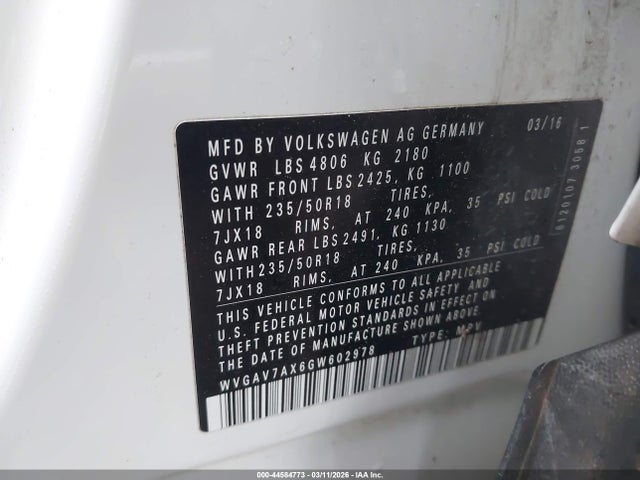 MFD BY VOLKSWAGEN AG GERMANY 03/16
GVWR LBS 4806 KG 2180
GAWR FRONT LBS 2425, KG 1100
WITH 235/50R18 TIRES,
7JX18 RIMS, AT 240 KPA, 35 PSI COLD
GAWR REAR LBS 2491, KG 1130
WITH 235/50R18 TIRES,
7JX18 RIMS, AT 240 KPA, 35 PSI COLD
THIS VEHICLE CONFORMS TO ALL APPLICABLE
U.S. FEDERAL MOTOR VEHICLE SAFETY AND
THEFT PREVENTION STANDARDS IN EFFECT ON
THE DATE OF MANUFACTURE SHOWN ABOVE.
WVGAV7AX6GW602978 TYPE: MPV
000-44584773 - 03/11/2026 - IAAI.CA